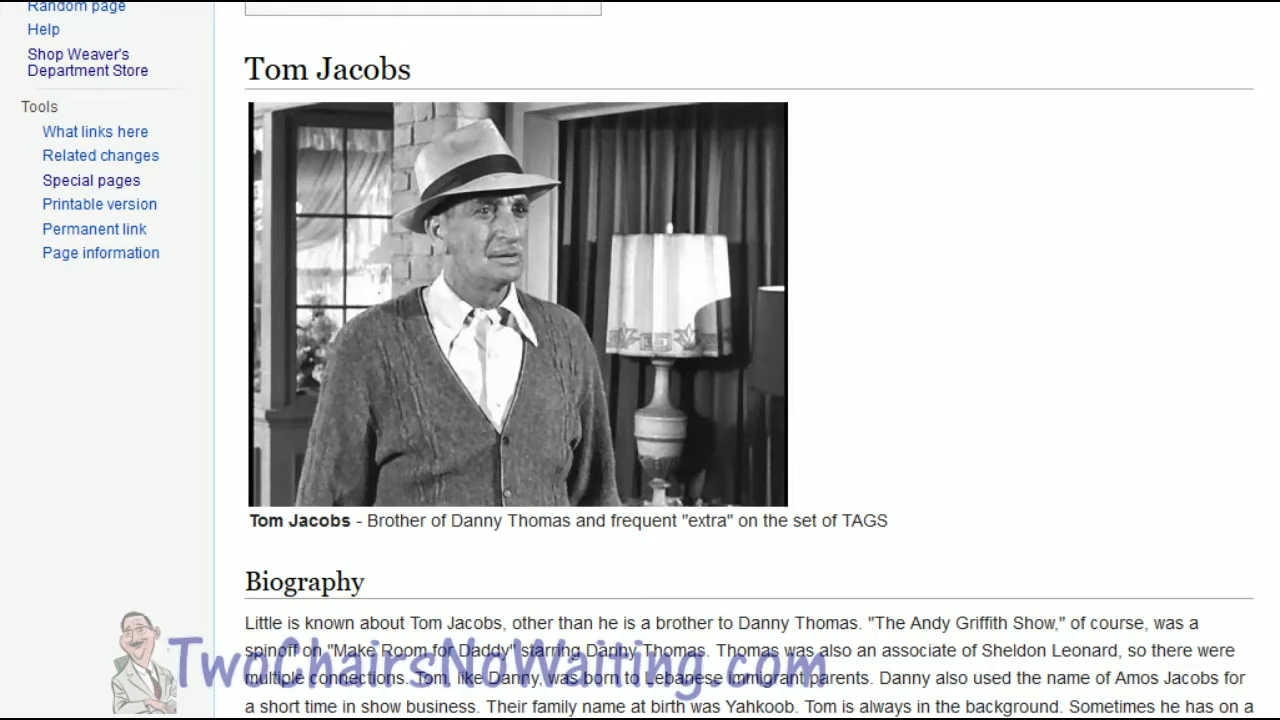 Random page
Help
Shop Weaver's
Department Store
Tools
What links here
Related changes
Special pages
Printable version
Permanent link
Page information
Tom Jacobs
Tom Jacobs - Brother of Danny Thomas and frequent "extra" on the set of TAGS
Biography
Little is known about Tom Jacobs, other than he is a brother to Danny Thomas. "The Andy Griffith Show," of course, was a
spinoff on "Make Room for Daddy" starring Danny Thomas. Thomas was also an associate of Sheldon Leonard, so there were
multiple connections. Tom, like Danny, was born to Lebanese immigrant parents. Danny also used the name of Amos Jacobs for
a short time in show business. Their family name at birth was Yahkoob. Tom is always in the background. Sometimes he has on a
TwoChairsNoWaiting.com